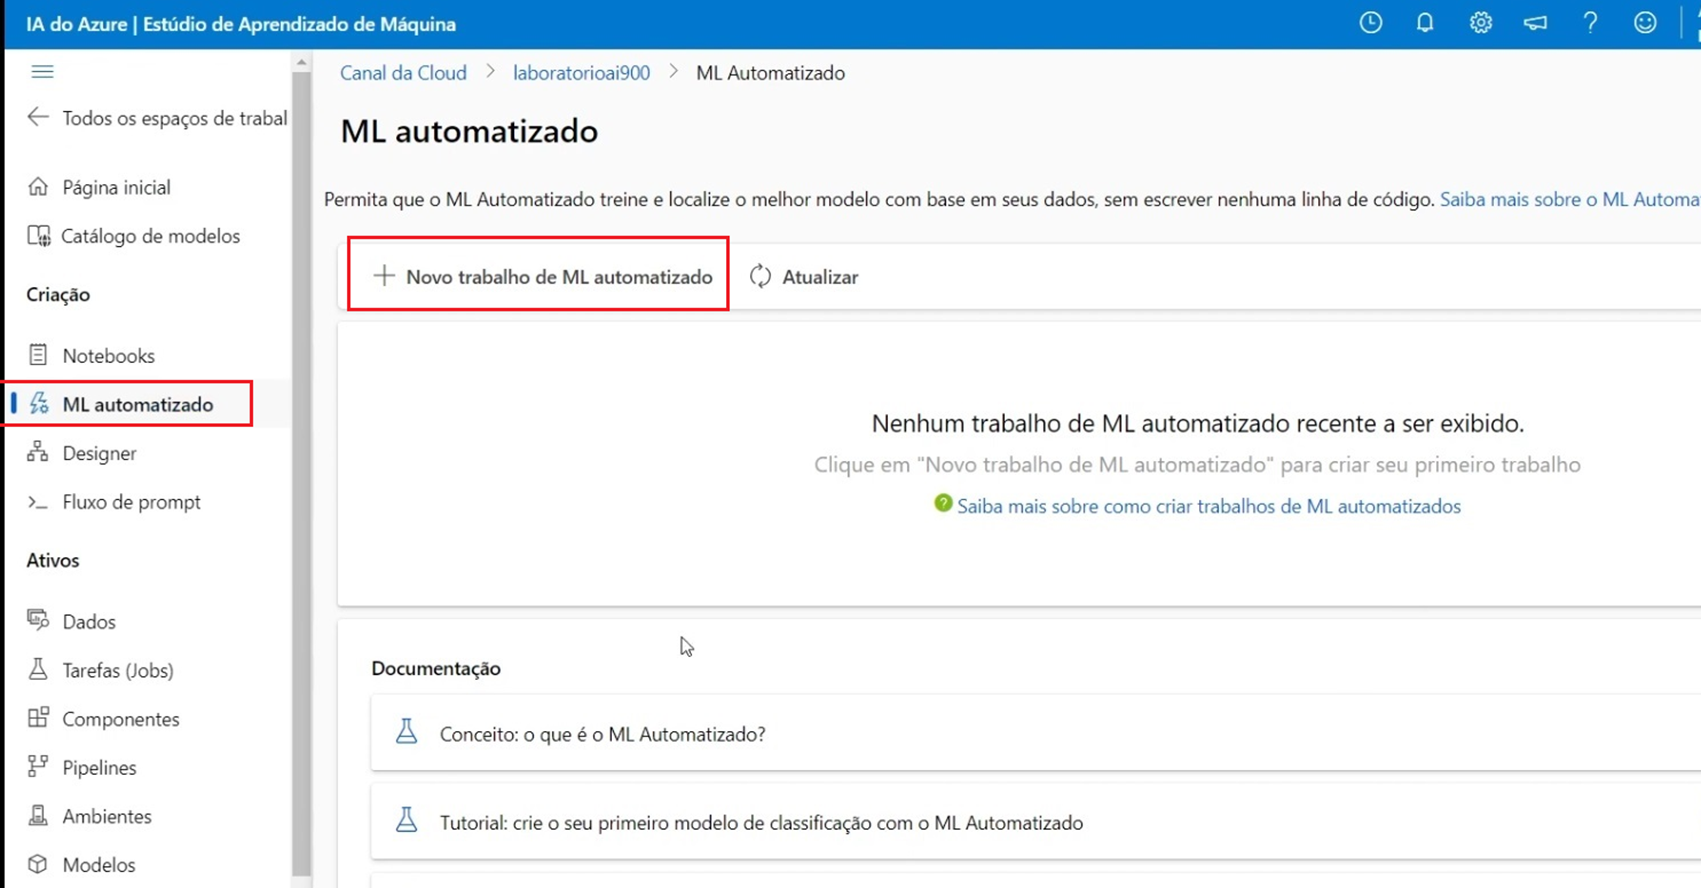 IA do Azure | Estúdio de Aprendizado de Máquina
Todos os espaços de trabal
Página inicial
Catálogo de modelos
Criação
Notebooks
ML automatizado
Designer
Fluxo de prompt
Ativos
Dados
Tarefas (Jobs)
Componentes
Pipelines
Ambientes
Modelos
Canal da Cloud > laboratorioai900 > ML Automatizado
ML automatizado
Permita que o ML Automatizado treine e localize o melhor modelo com base em seus dados, sem escrever nenhuma linha de código. Saiba mais sobre o ML Automa
Novo trabalho de ML automatizado Atualizar
Nenhum trabalho de ML automatizado recente a ser exibido.
Clique em "Novo trabalho de ML automatizado" para criar seu primeiro trabalho
Saiba mais sobre como criar trabalhos de ML automatizados
Documentação
Conceito: o que é o ML Automatizado?
Tutorial: crie o seu primeiro modelo de classificação com o ML Automatizado